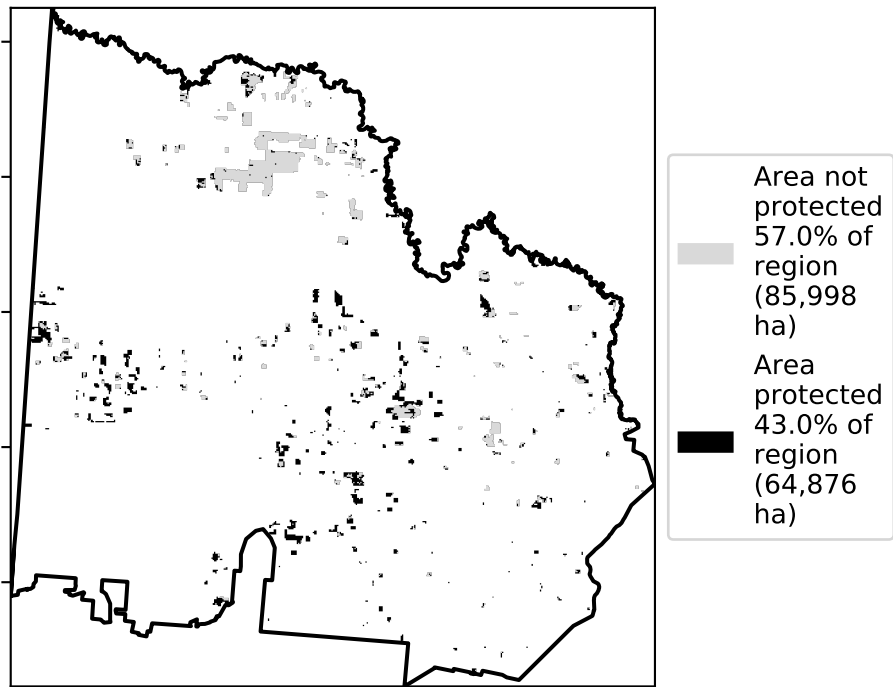 Area not
protected
57.0% of
region
(85,998
ha)
Area
protected
43.0% of
region
(64,876
ha)